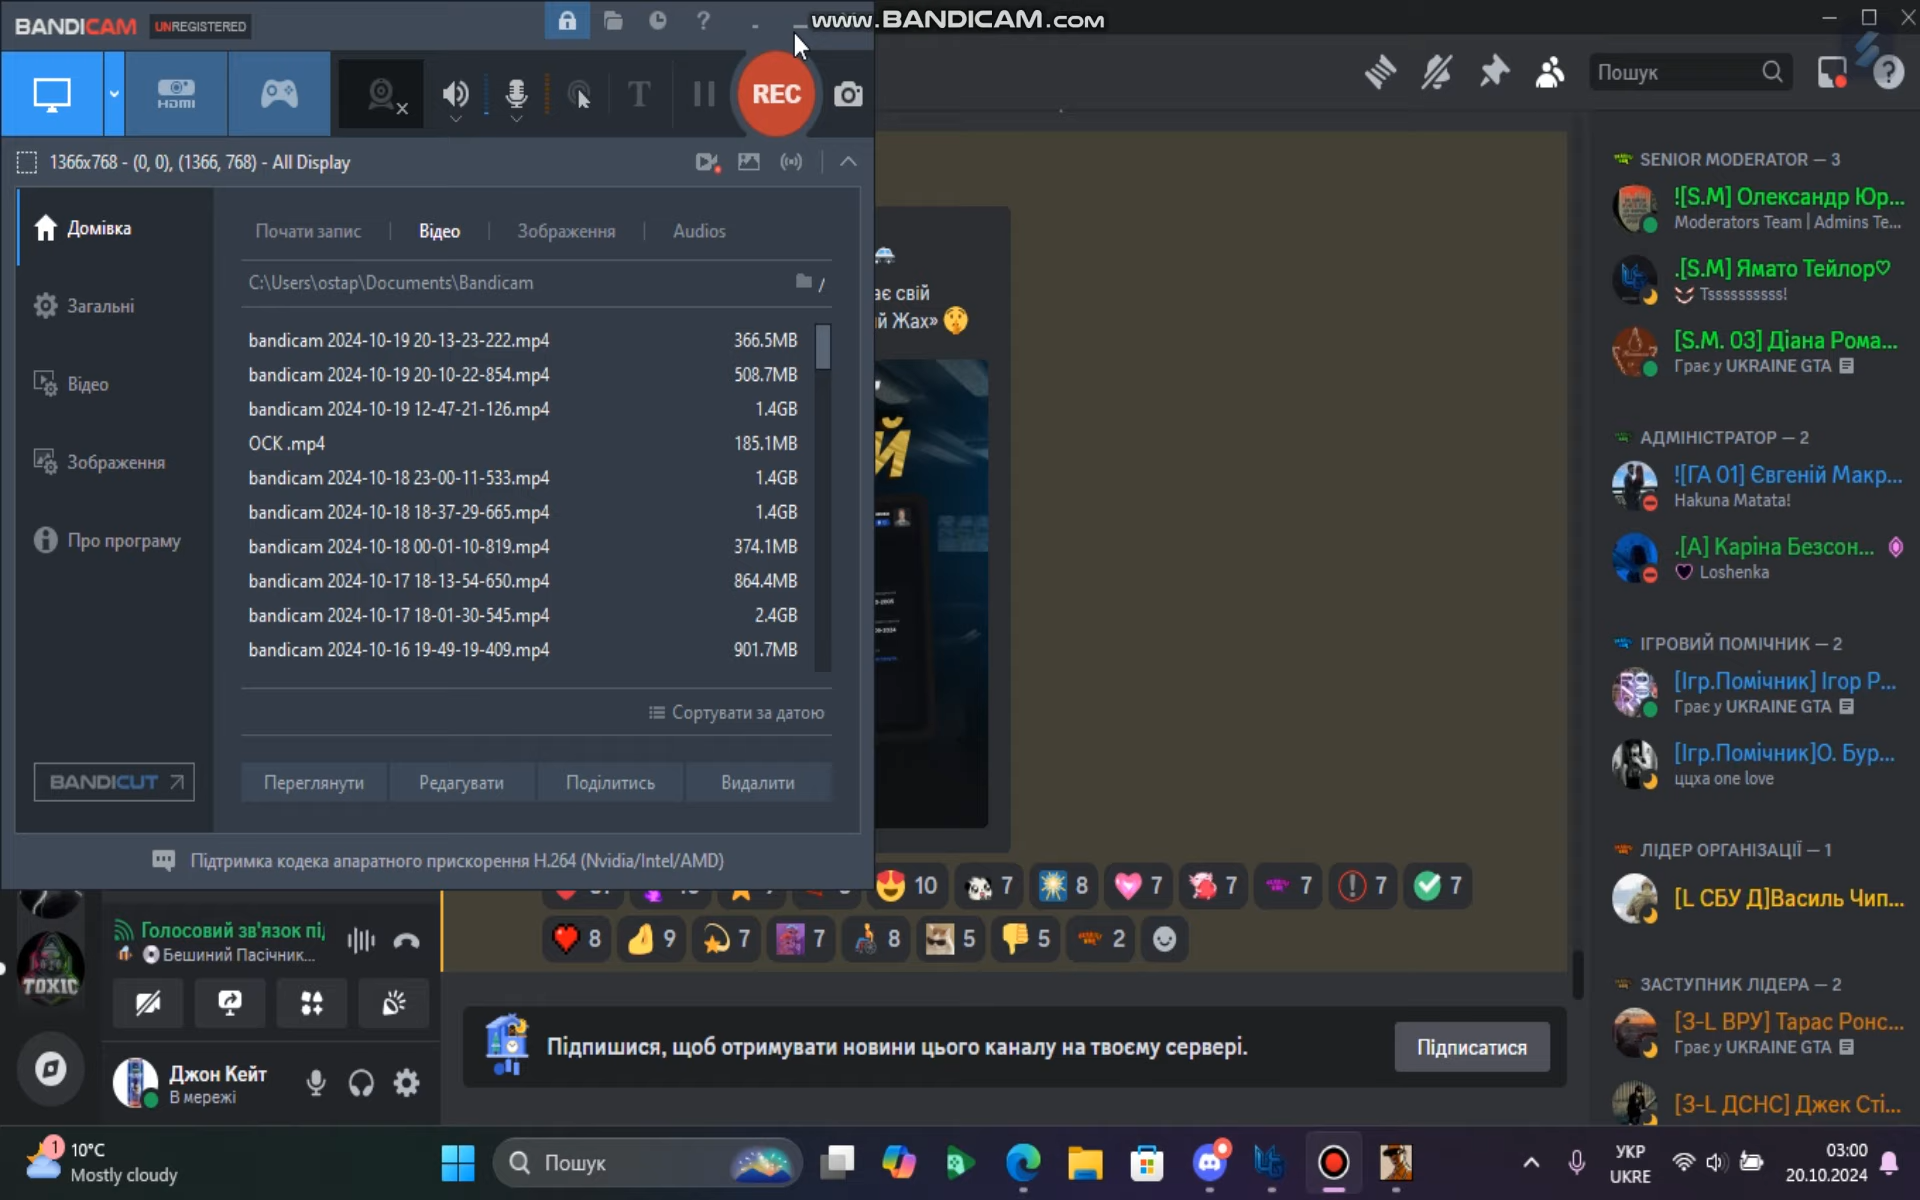 BANDICAM UNREGISTERED
www.BANDICAM.com
HDMI
T
REC
1366x768 - (0, 0), (1366, 768) - All Display
Домівка
Загальні
Відео
Зображення
Про програму
BANDICUT
Почати запис
Відео
Зображення
Audios
C:\Users\ostap\Documents\Bandicam
/
bandicam 2024-10-19 20-13-23-222.mp4 366.5MB
bandicam 2024-10-19 20-10-22-854.mp4 508.7MB
bandicam 2024-10-19 12-47-21-126.mp4 1.4GB
ОСК .mp4 185.1MB
bandicam 2024-10-18 23-00-11-533.mp4 1.4GB
bandicam 2024-10-18 18-37-29-665.mp4 1.4GB
bandicam 2024-10-18 00-01-10-819.mp4 374.1MB
bandicam 2024-10-17 18-13-54-650.mp4 864.4MB
bandicam 2024-10-17 18-01-30-545.mp4 2.4GB
bandicam 2024-10-16 19-49-19-409.mp4 901.7MB
Сортувати за датою
Переглянути
Редагувати
Поділитись
Видалити
Підтримка кодека апаратного прискорення H.264 (Nvidia/Intel/AMD)
Пошук
ає свій
й Жах» 🤫
Й
10 7 8 7 7 7 7 7
8 9 7 7 8 5 5 2
Підпишися, щоб отримувати новини цього каналу на твоєму сервері.
Підписатися
TOXIC
Голосовий зв'язок під
Бешиний Пасічник...
Джон Кейт
В мережі
SENIOR MODERATOR — 3
![S.M] Олександр Юр...
Moderators Team | Admins Te...
.[S.M] Ямато Тейлор♡
Tssssssssss!
[S.M. 03] Діана Рома...
Грає у UKRAINE GTA
АДМІНІСТРАТОР — 2
![ГА 01] Євгеній Макр...
Hakuna Matata!
.[A] Каріна Безсон...
Loshenka
ІГРОВИЙ ПОМІЧНИК — 2
[Ігр.Помічник] Ігор Р...
Грає у UKRAINE GTA
[Ігр.Помічник]О. Бур...
ццха one love
ЛІДЕР ОРГАНІЗАЦІЇ — 1
[L СБУ Д]Василь Чип...
ЗАСТУПНИК ЛІДЕРА — 2
[3-L ВРУ] Тарас Ронс...
Грає у UKRAINE GTA
[3-L ДСНС] Джек Сті...
1
10°C
Mostly cloudy
Пошук
УКР
UKRE
03:00
20.10.2024